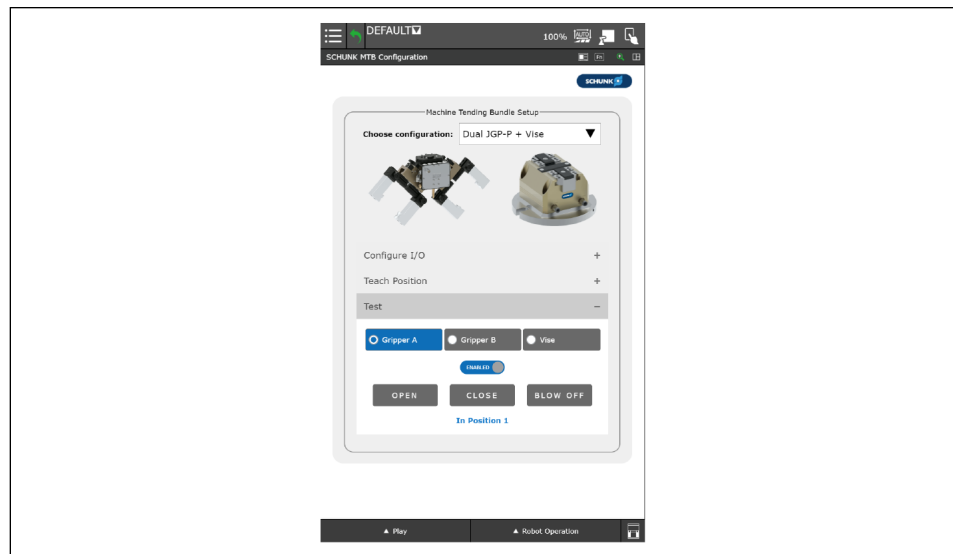 DEFAULT
100% AUTO
SCHUNK MTB Configuration
SCHUNK
Machine Tending Bundle Setup
Choose configuration: Dual JGP-P + Vise
Configure I/O +
Teach Position +
Test −
Gripper A Gripper B Vise
ENABLED
OPEN CLOSE BLOW OFF
In Position 1
▲ Play ▲ Robot Operation